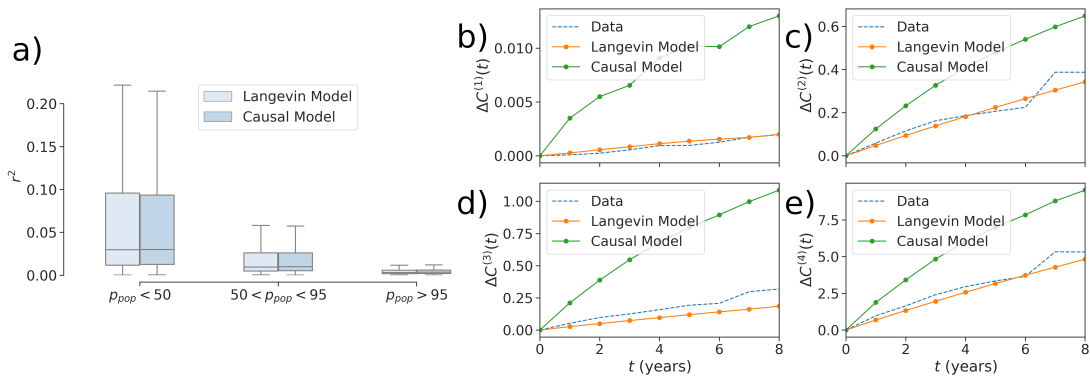 a)
r²
0.20
0.15
0.10
0.05
0.00
Langevin Model
Causal Model
p_pop < 50
50 < p_pop < 95
p_pop > 95
b)
ΔC⁽¹⁾(t)
0.010
0.005
0.000
Data
Langevin Model
Causal Model
c)
ΔC⁽²⁾(t)
0.6
0.4
0.2
0.0
Data
Langevin Model
Causal Model
d)
ΔC⁽³⁾(t)
1.00
0.75
0.50
0.25
0.00
Data
Langevin Model
Causal Model
0 2 4 6 8
t (years)
e)
ΔC⁽⁴⁾(t)
7.5
5.0
2.5
0.0
Data
Langevin Model
Causal Model
0 2 4 6 8
t (years)